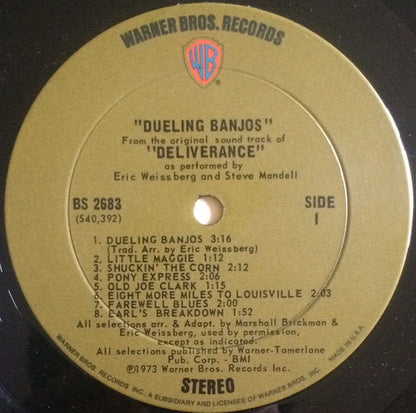 WARNER BROS. RECORDS
WB
"DUELING BANJOS"
From the original sound track of
"DELIVERANCE"
as performed by
Eric Weissberg and Steve Mandell
BS 2683
(S40,392)
SIDE
1
1. DUELING BANJOS 3:16
(Trad. Arr. by Eric Weissberg)
2. LITTLE MAGGIE 1:12
3. SHUCKIN' THE CORN 2:12
4. PONY EXPRESS 2:06
5. OLD JOE CLARK 1:15
6. EIGHT MORE MILES TO LOUISVILLE 2:03
7. FAREWELL BLUES 2:00
8. EARL'S BREAKDOWN 1:52
All selections arr. & Adapt. by Marshall Brickman &
Eric Weissberg, used by permission,
except as indicated.
All selections published by Warner-Tamerlane
Pub. Corp. - BMI
℗1973 Warner Bros. Records Inc.
STEREO
WARNER BROS. RECORDS INC., A SUBSIDIARY AND LICENSEE OF WARNER BROS. INC. MADE IN U.S.A.